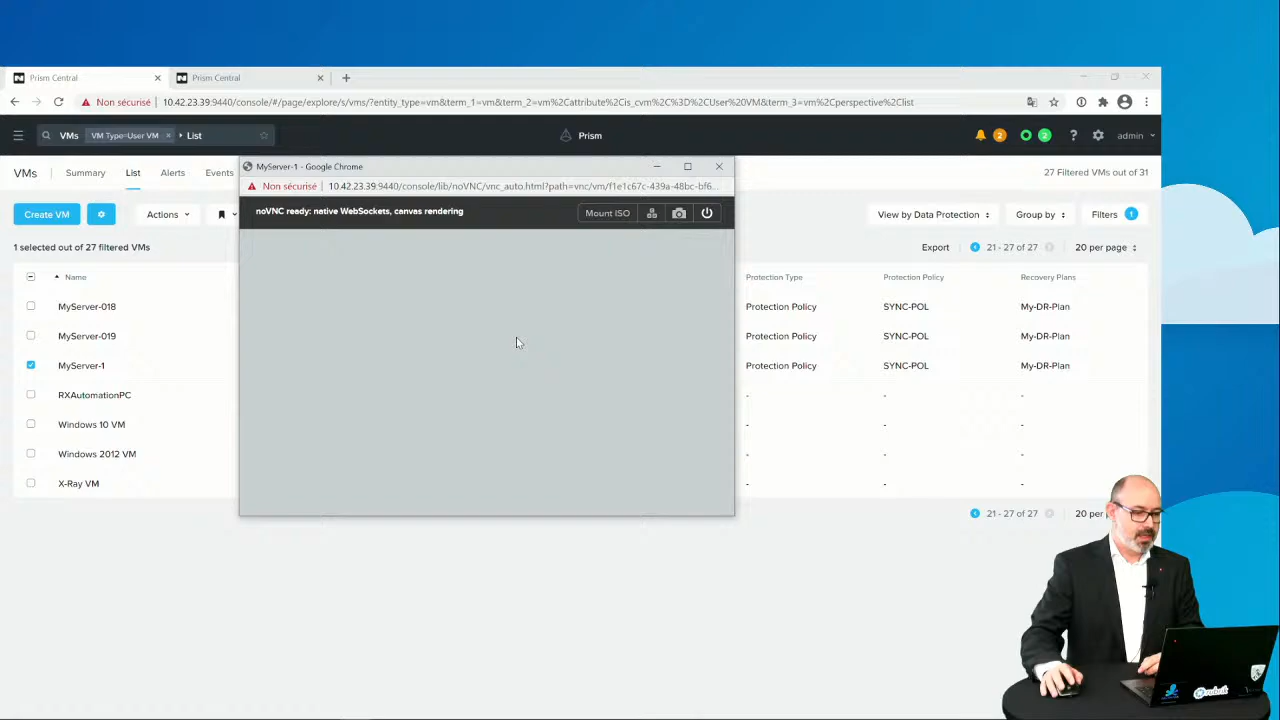 Prism Central
Prism Central
Non sécurisé
10.42.23.39:9440/console/#/page/explore/s/vms/?entity_type=vm&term_1=vm&term_2=vm%2Cattribute%2Cis_cvm%2C%3D%2CUser%20VM&term_3=vm%2Cperspective%2Clist
VMs
VM Type=User VM
×
List
Prism
2
2
?
admin
VMs
Summary
List
Alerts
Events
27 Filtered VMs out of 31
Create VM
Actions
View by Data Protection
Group by
Filters
1
1 selected out of 27 filtered VMs
Export
21 - 27 of 27
20 per page
Name
Protection Type
Protection Policy
Recovery Plans
MyServer-018
Protection Policy
SYNC-POL
My-DR-Plan
MyServer-019
Protection Policy
SYNC-POL
My-DR-Plan
MyServer-1
Protection Policy
SYNC-POL
My-DR-Plan
RXAutomationPC
-
-
-
Windows 10 VM
-
-
-
Windows 2012 VM
-
-
-
X-Ray VM
-
-
-
21 - 27 of 27
20 per
MyServer-1 - Google Chrome
Non sécurisé
10.42.23.39:9440/console/lib/noVNC/vnc_auto.html?path=vnc/vm/f1e1c67c-439a-48bc-bf6...
noVNC ready: native WebSockets, canvas rendering
Mount ISO
rubrik